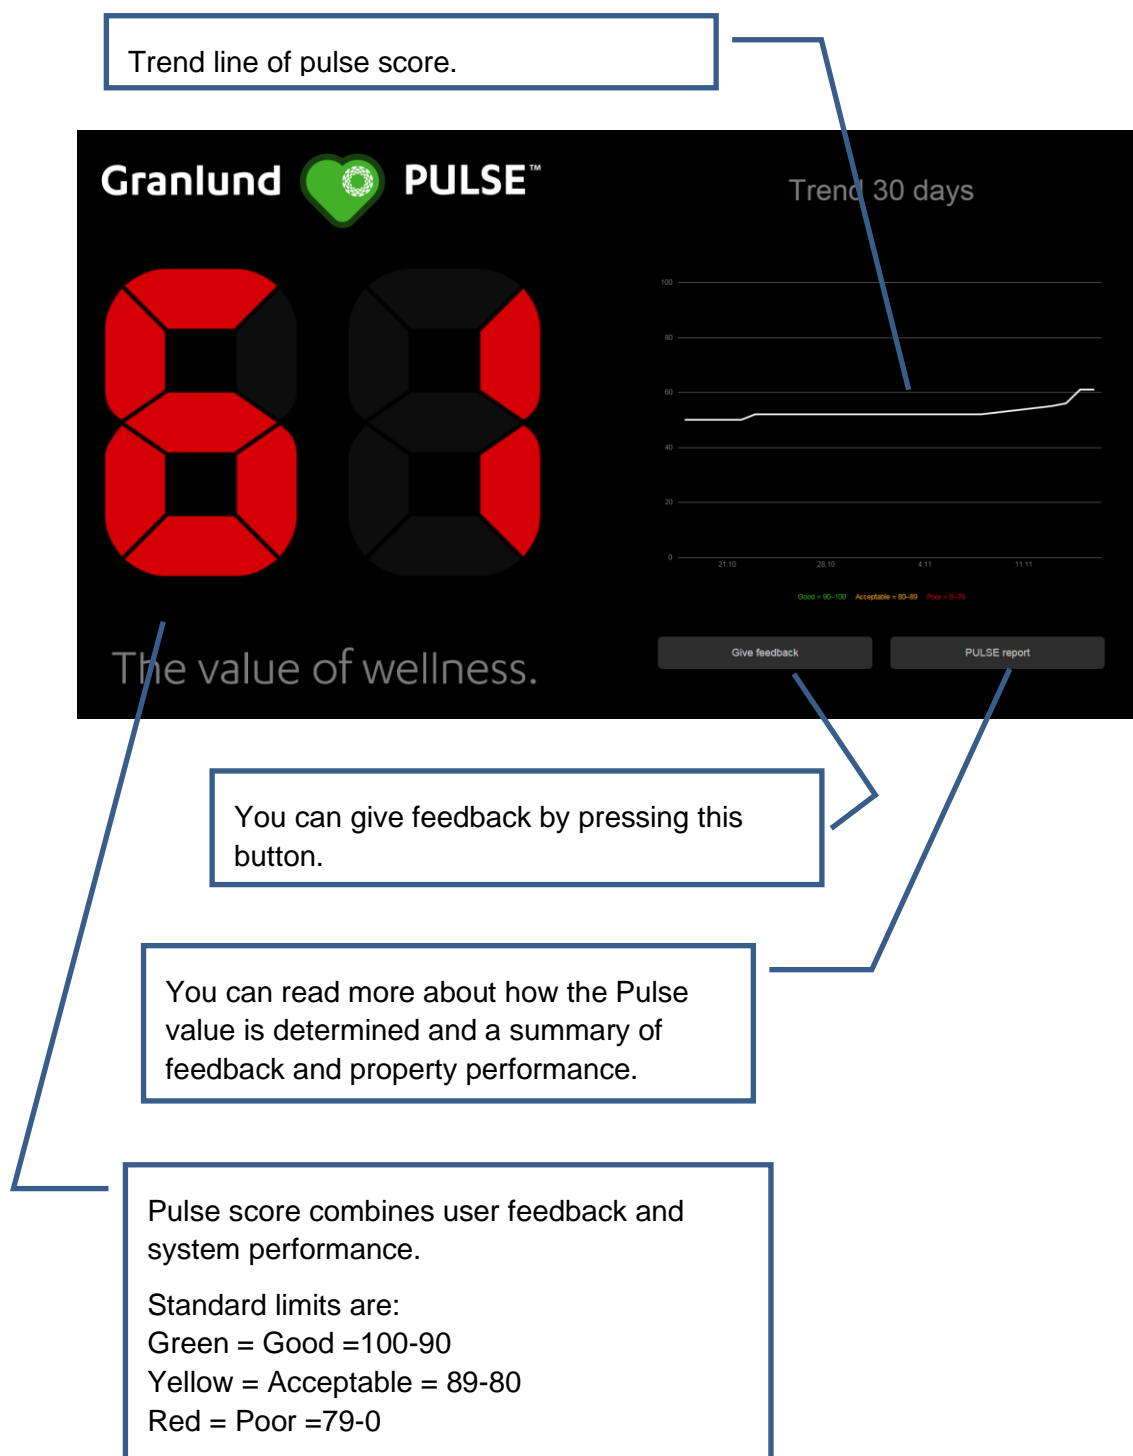 Trend line of pulse score.
Granlund PULSE™
Trend 30 days
61
100
80
60
40
20
0
21.10 28.10 4.11 11.11
Good = 90–100 Acceptable = 80–89 Poor = 0–79
The value of wellness.
Give feedback
PULSE report
You can give feedback by pressing this
button.
You can read more about how the Pulse
value is determined and a summary of
feedback and property performance.
Pulse score combines user feedback and
system performance.
Standard limits are:
Green = Good =100-90
Yellow = Acceptable = 89-80
Red = Poor =79-0